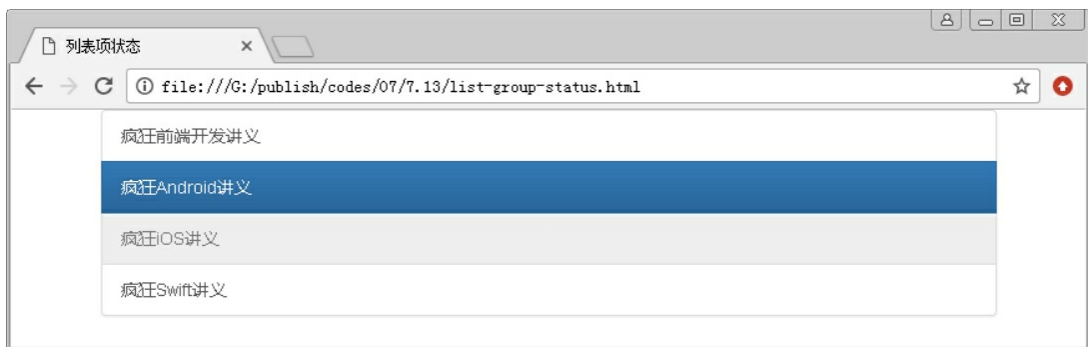 列表项状态
file:///G:/publish/codes/07/7.13/list-group-status.html
疯狂前端开发讲义
疯狂Android讲义
疯狂iOS讲义
疯狂Swift讲义